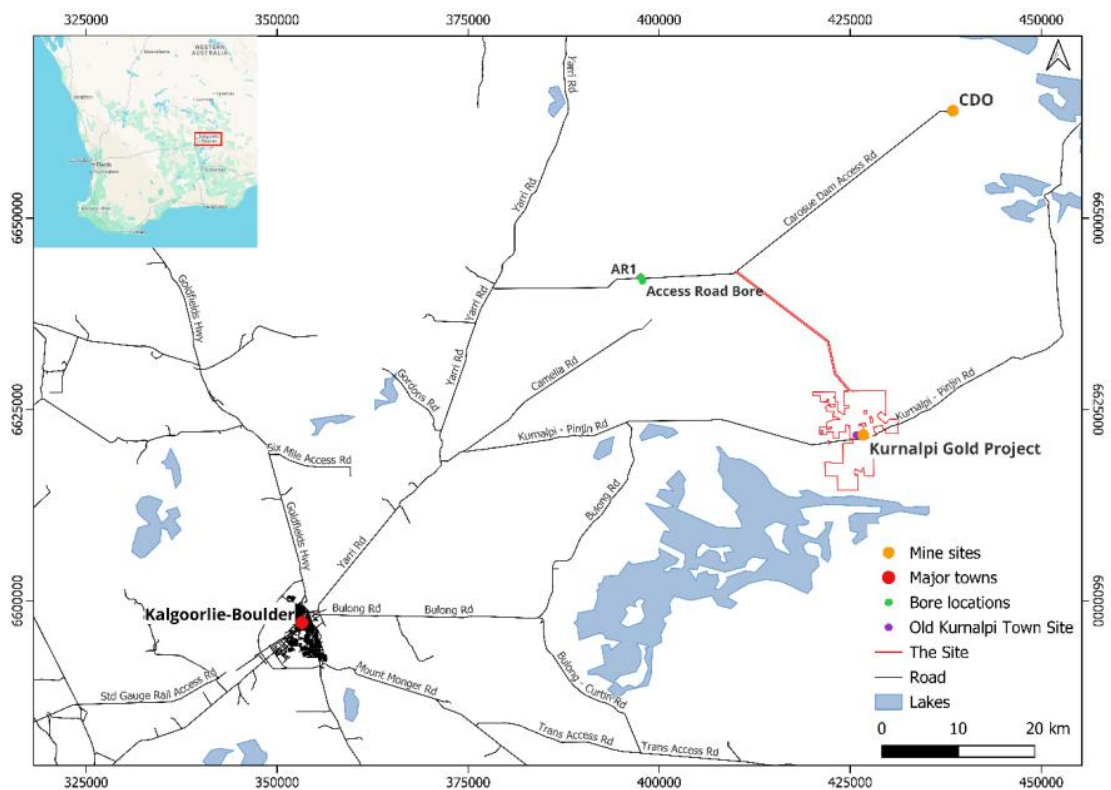 325000 350000 375000 400000 425000 450000
WESTERN
AUSTRALIA
Perth
Yarri Rd
CDO
Carosue Dam Access Rd
Yarri Rd
6650000
6650000
Goldfields Hwy
AR1
Access Road Bore
Yarri Rd
Yarri Rd
Camelia Rd
Gordons Rd
6625000
6625000
Kurnalpi - Pinjin Rd
Kurnalpi - Pinjin Rd
Kurnalpi Gold Project
Six Mile Access Rd
Goldfields Hwy
Yarri Rd
Bulong Rd
6600000
6600000
Kalgoorlie-Boulder
Bulong Rd
Bulong Rd
Mount Monger Rd
Std Gauge Rail Access Rd
Bulong - Curtin Rd
Trans Access Rd
Trans Access Rd
Mine sites
Major towns
Bore locations
Old Kurnalpi Town Site
The Site
Road
Lakes
0 10 20 km
325000 350000 375000 400000 425000 450000